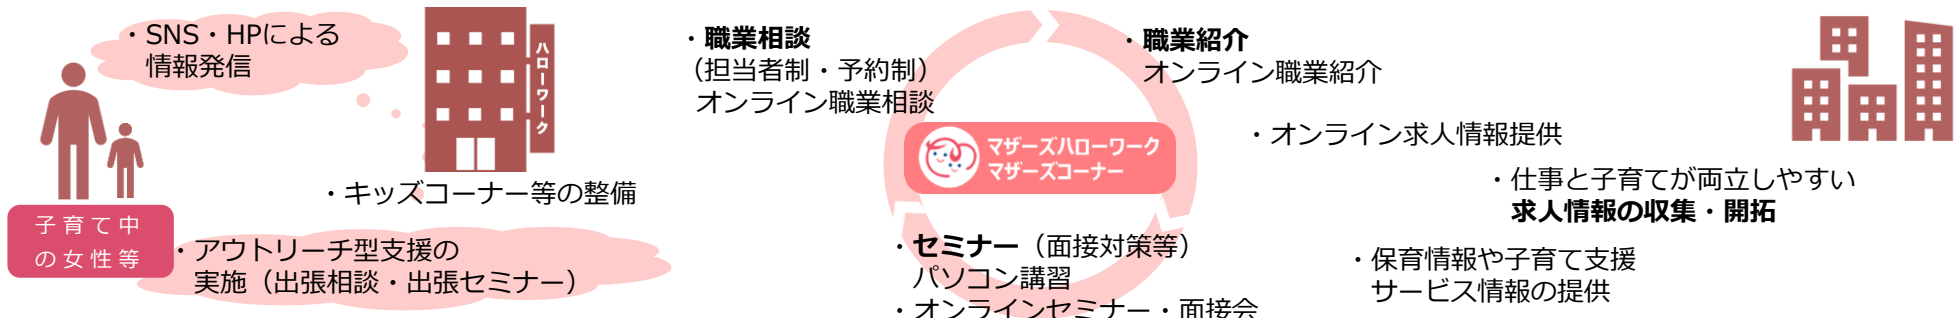 ・SNS・HPによる
情報発信
ハローワーク
・キッズコーナー等の整備
子育て中
の女性等
・アウトリーチ型支援の
実施（出張相談・出張セミナー）
・職業相談
（担当者制・予約制）
オンライン職業相談
・職業紹介
オンライン職業紹介
マザーズハローワーク
マザーズコーナー
・オンライン求人情報提供
・仕事と子育てが両立しやすい
求人情報の収集・開拓
・セミナー（面接対策等）
パソコン講習
・オンラインセミナー・面接会
・保育情報や子育て支援
サービス情報の提供